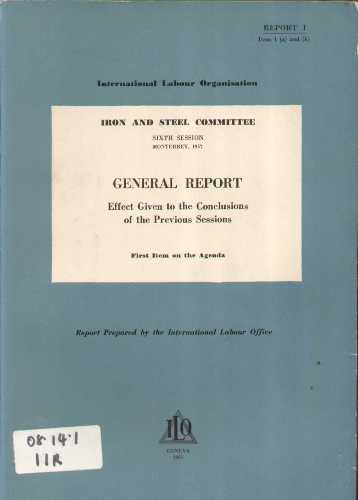 REPORT I
Item 1 (a) and (b)
International Labour Organisation
IRON AND STEEL COMMITTEE
SIXTH SESSION
MONTERREY, 1957
GENERAL REPORT
Effect Given to the Conclusions
of the Previous Sessions
First Item on the Agenda
Report Prepared by the International Labour Office
ILO
GENEVA
08·14·1
11R